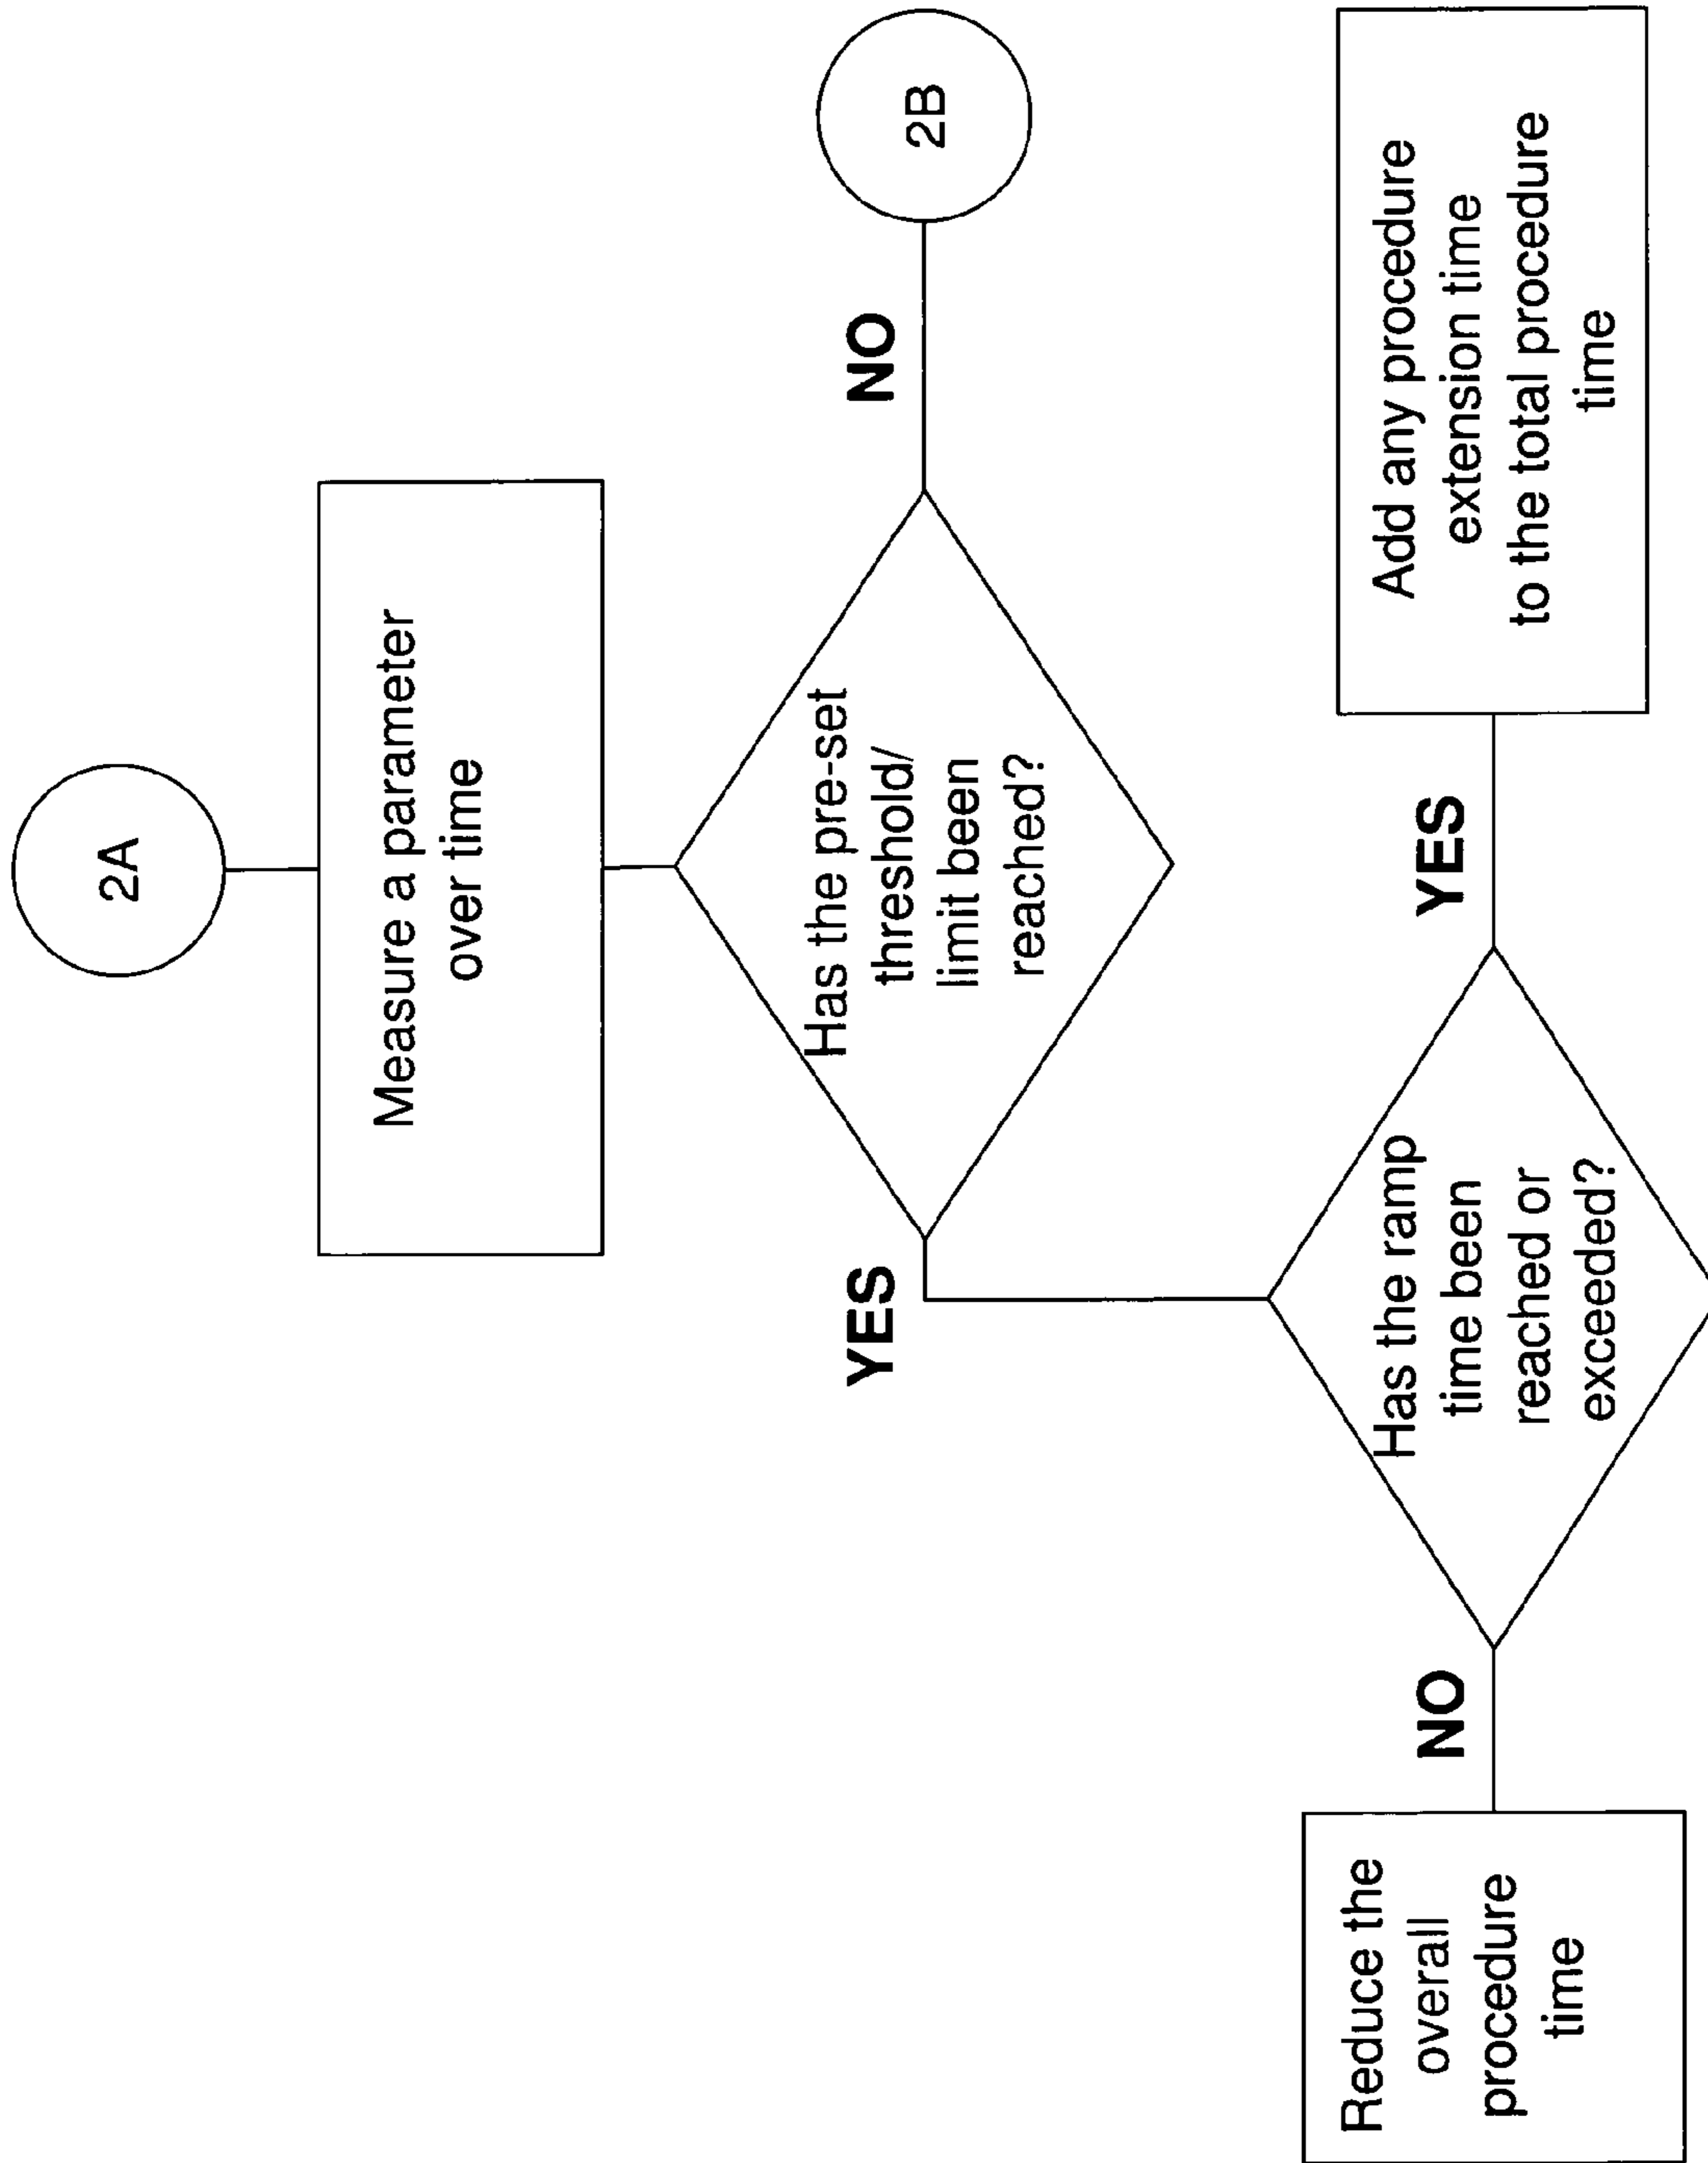 2A
Measure a parameter
over time
Has the pre-set
threshold/
limit been
reached?
YES
NO
2B
Has the ramp
time been
reached or
exceeded?
NO
YES
Reduce the
overall
procedure
time
Add any procedure
extension time
to the total procedure
time